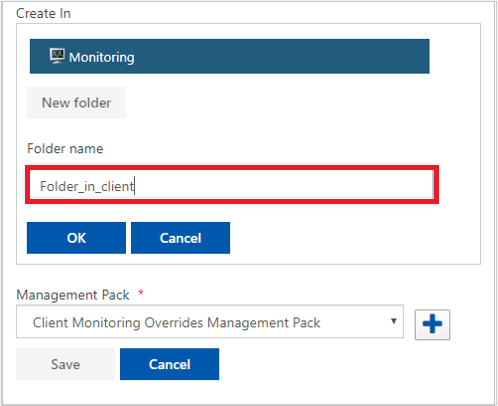 Create In
Monitoring
New folder
Folder name
Folder_in_client
OK Cancel
Management Pack *
Client Monitoring Overrides Management Pack
Save Cancel